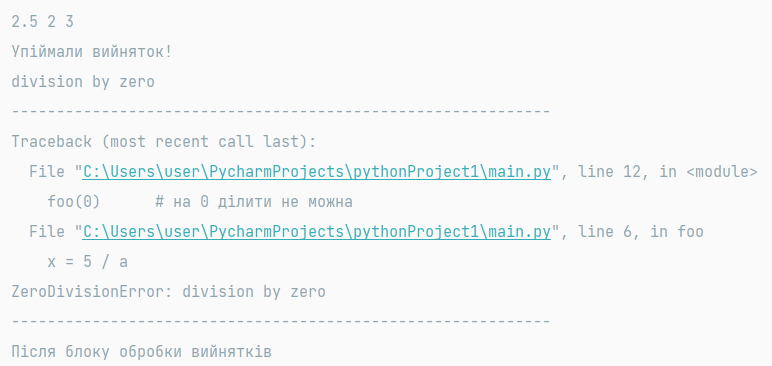 2.5 2 3
Упіймали вийняток!
division by zero
------------------------------------------------------------
Traceback (most recent call last):
  File "C:\Users\user\PycharmProjects\pythonProject1\main.py", line 12, in <module>
    foo(0)      # на 0 ділити не можна
  File "C:\Users\user\PycharmProjects\pythonProject1\main.py", line 6, in foo
    x = 5 / a
ZeroDivisionError: division by zero
------------------------------------------------------------
Після блоку обробки вийнятків